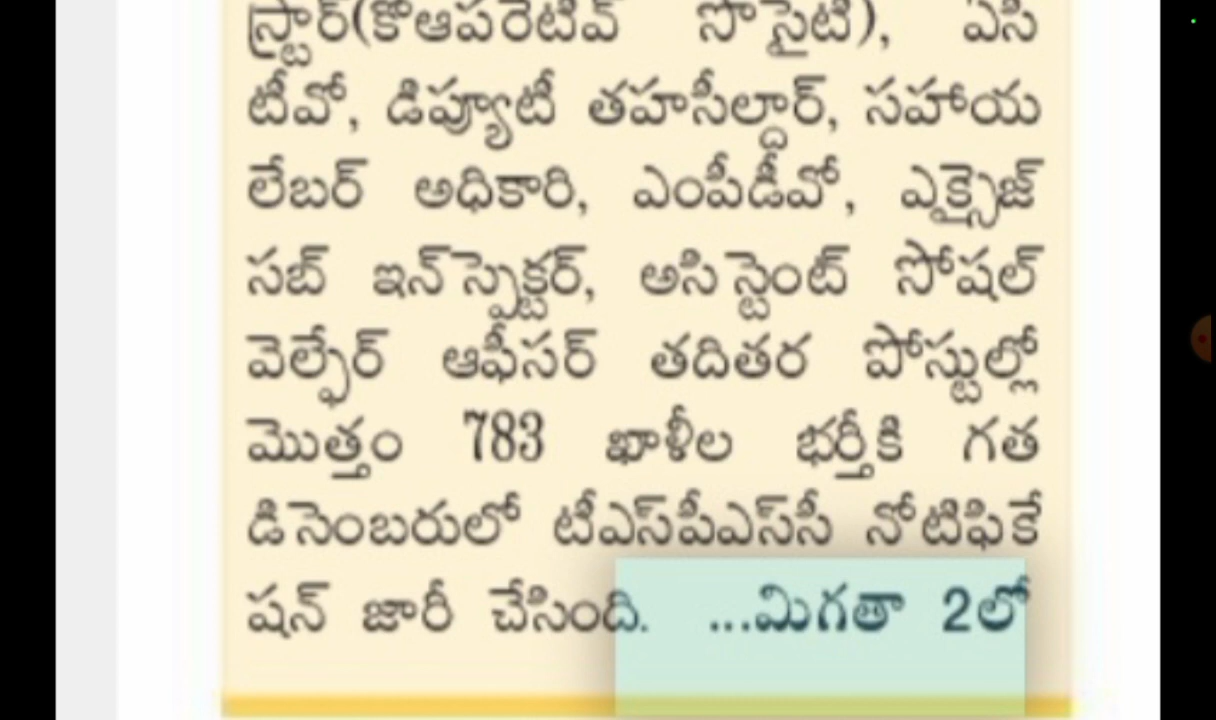 స్ట్రార్(కోఆపరేటివ్ సొసైటీ), ఏసీ
టీవో, డిప్యూటీ తహసీల్దార్, సహాయ
లేబర్ అధికారి, ఎంపీడీవో, ఎక్సైజ్
సబ్ ఇన్‌స్పెక్టర్, అసిస్టెంట్ సోషల్
వెల్ఫేర్ ఆఫీసర్ తదితర పోస్టుల్లో
మొత్తం 783 ఖాళీల భర్తీకి గత
డిసెంబరులో టీఎస్‌పీఎస్‌సీ నోటిఫికే
షన్ జారీ చేసింది. ...మిగతా 2లో